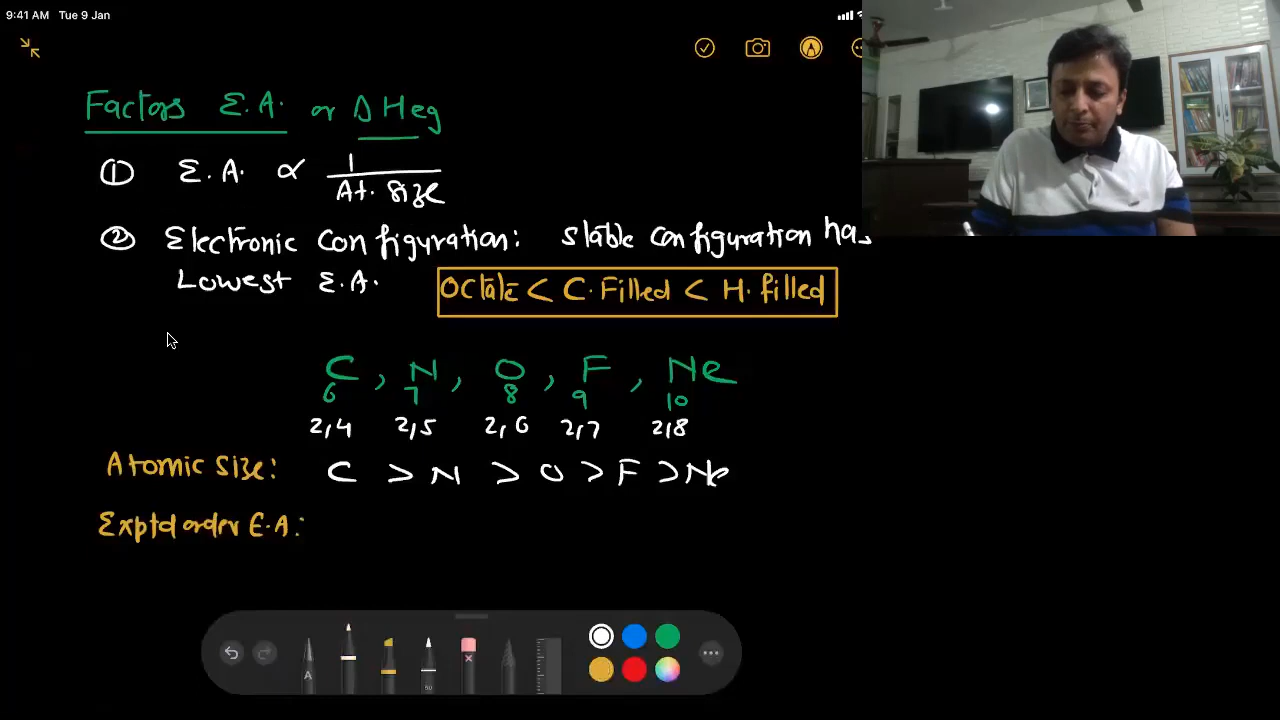 9:41 AM Tue 9 Jan
Factors E.A. or ΔHeg
① E.A. ∝ 1 / At. size
② Electronic Configuration: Stable Configuration has
Lowest E.A.
Octate < C. Filled < H. filled
C, N, O, F, Ne
6 7 8 9 10
2,4 2,5 2,6 2,7 2,8
Atomic size: C > N > O > F > Ne
Exptd order E.A:
A
50